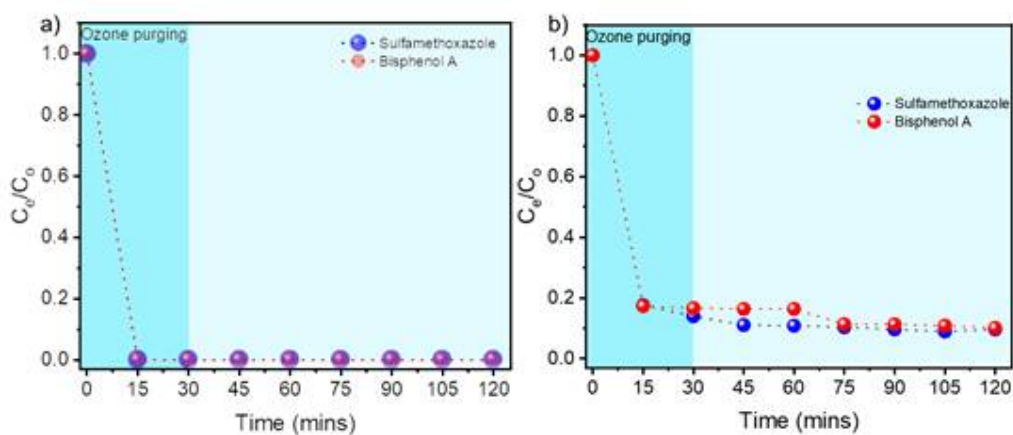 a)
Ozone purging
Sulfamethoxazole
Bisphenol A
1.0
0.8
0.6
0.4
0.2
0.0
Ce/Co
0 15 30 45 60 75 90 105 120
Time (mins)
b)
Ozone purging
Sulfamethoxazole
Bisphenol A
1.0
0.8
0.6
0.4
0.2
0.0
Ce/Co
0 15 30 45 60 75 90 105 120
Time (mins)